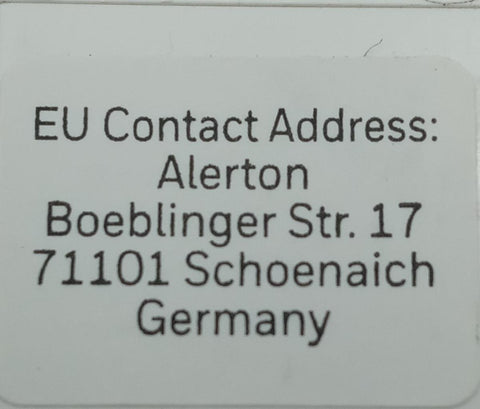 EU Contact Address:
Alerton
Boeblinger Str. 17
71101 Schoenaich
Germany